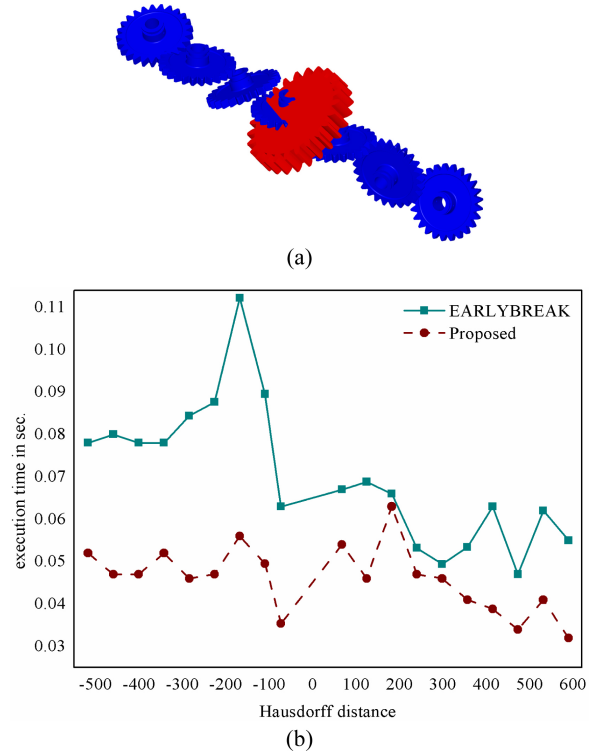 (a)
0.11
0.10
0.09
0.08
0.07
0.06
0.05
0.04
0.03
execution time in sec.
EARLYBREAK
Proposed
-500 -400 -300 -200 -100 0 100 200 300 400 500 600
Hausdorff distance
(b)